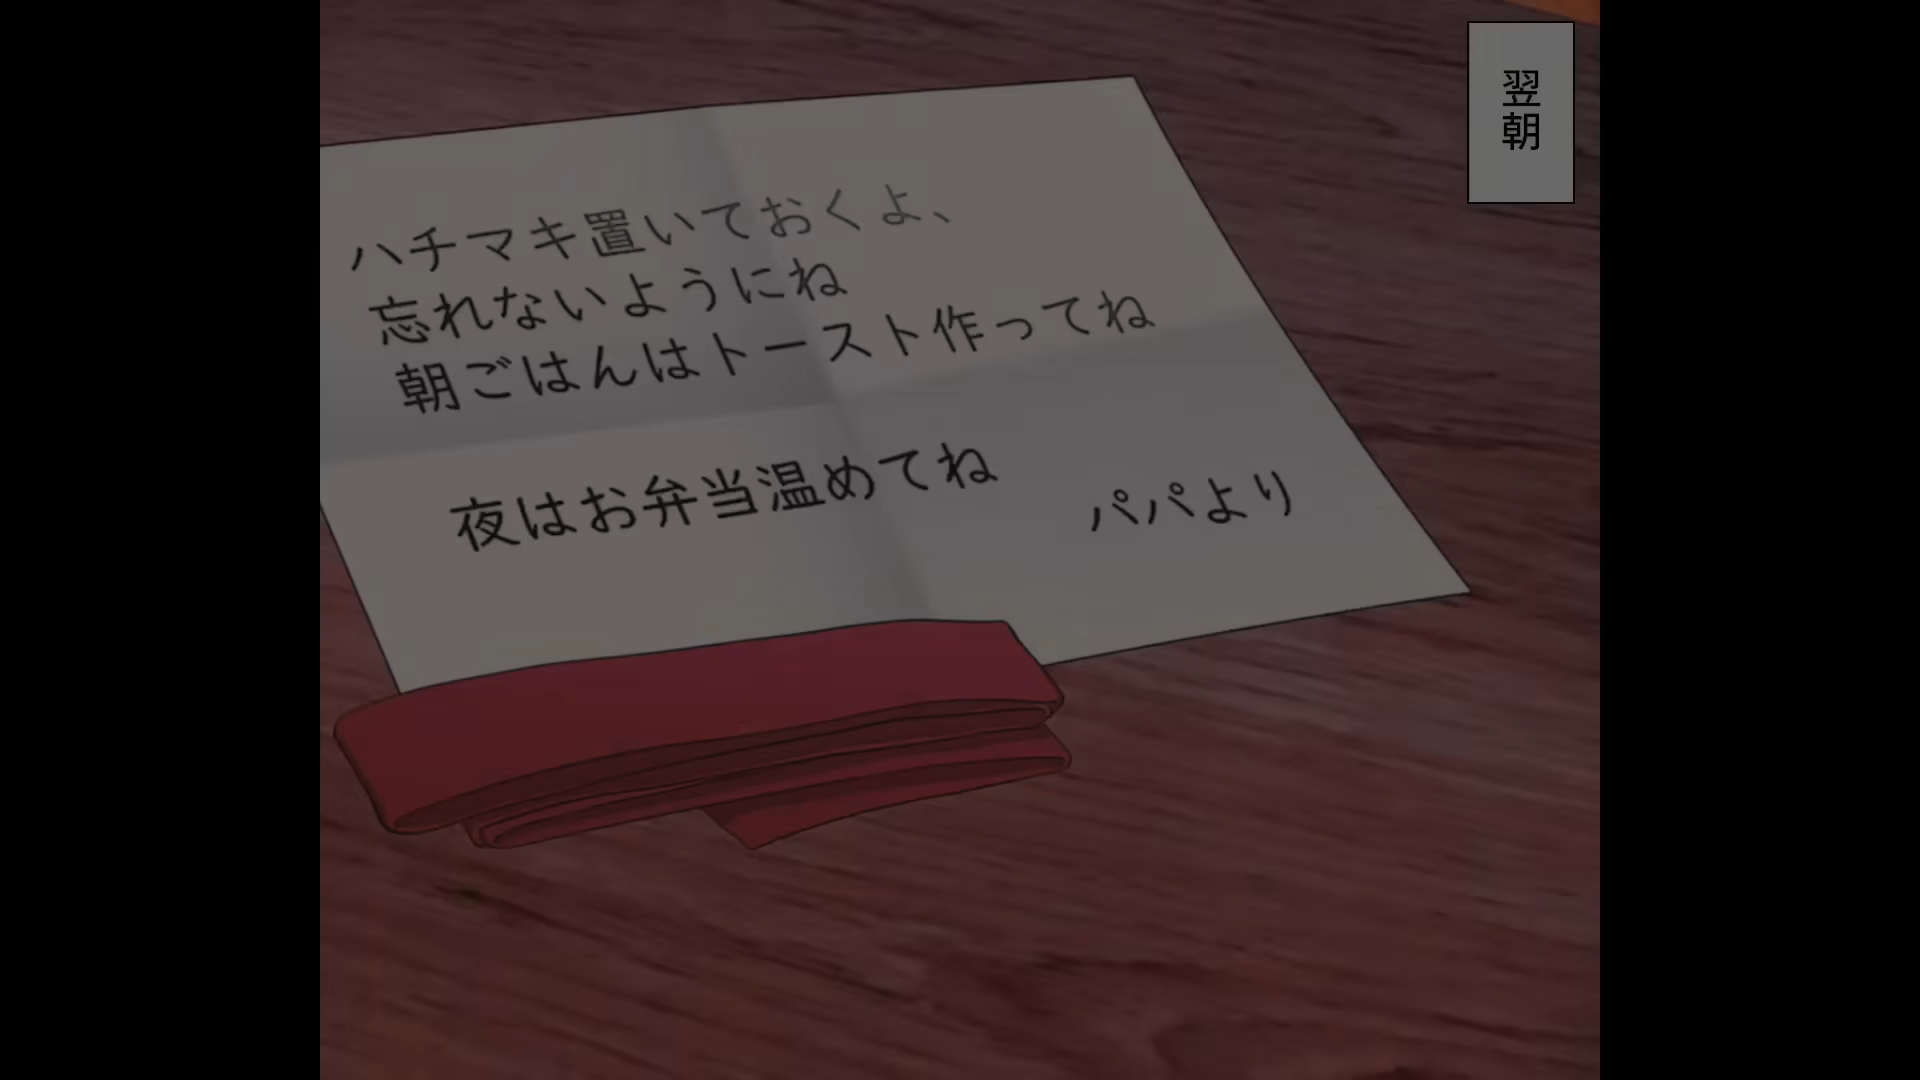 翌朝
ハチマキ置いておくよ、
忘れないようにね
朝ごはんはトースト作ってね
夜はお弁当温めてね
パパより